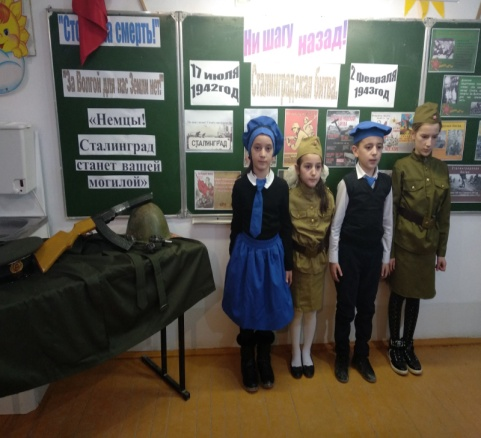 смерть!"
"За Волгой для нас Земли нет!"
«Немцы!
Сталинград
станет вашей
могилой»
Ни шагу
назад!
17 июля
1942год
Сталинградская битва.
2 февраля
1943год
СТАЛИНГРАД